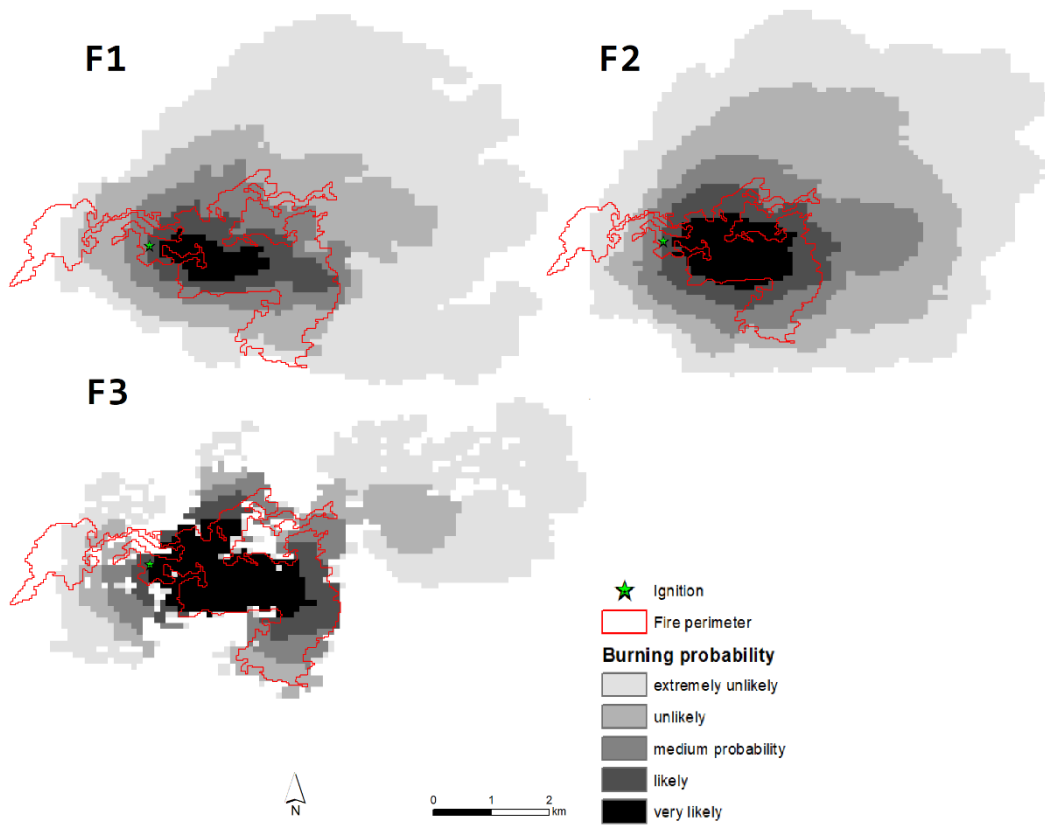 F1
F2
F3
Ignition
Fire perimeter
Burning probability
extremely unlikely
unlikely
medium probability
likely
very likely
N
0 1 2
km